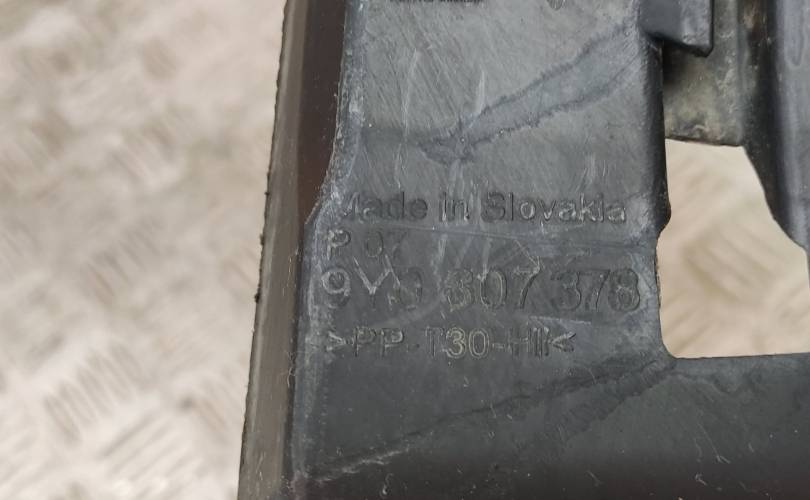 Made in Slovakia
P 07
9Y0 807 378
>PP-T30-HI<